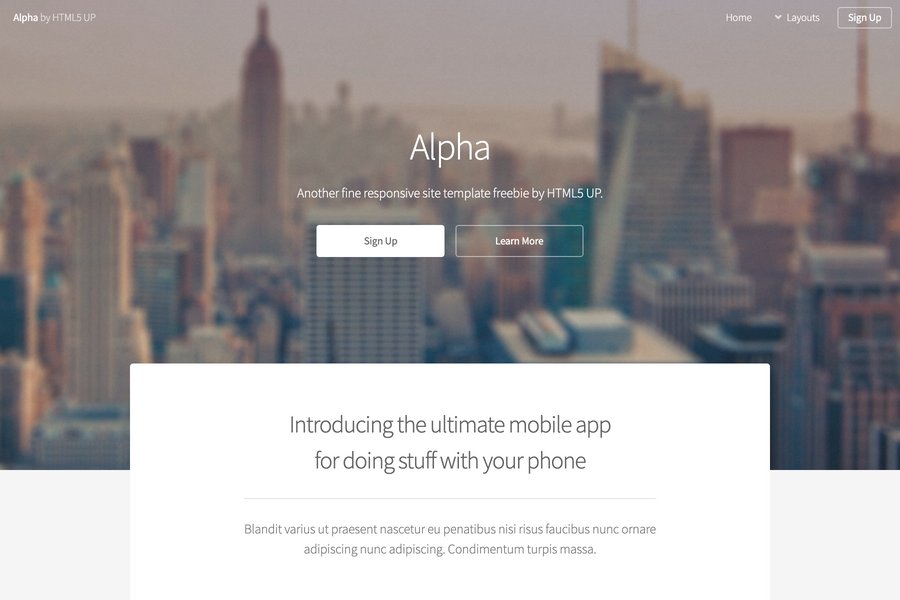 Alpha by HTML5 UP
Home
Layouts
Sign Up
Alpha
Another fine responsive site template freebie by HTML5 UP.
Sign Up
Learn More
Introducing the ultimate mobile app
for doing stuff with your phone
Blandit varius ut praesent nascetur eu penatibus nisi risus faucibus nunc ornare
adipiscing nunc adipiscing. Condimentum turpis massa.